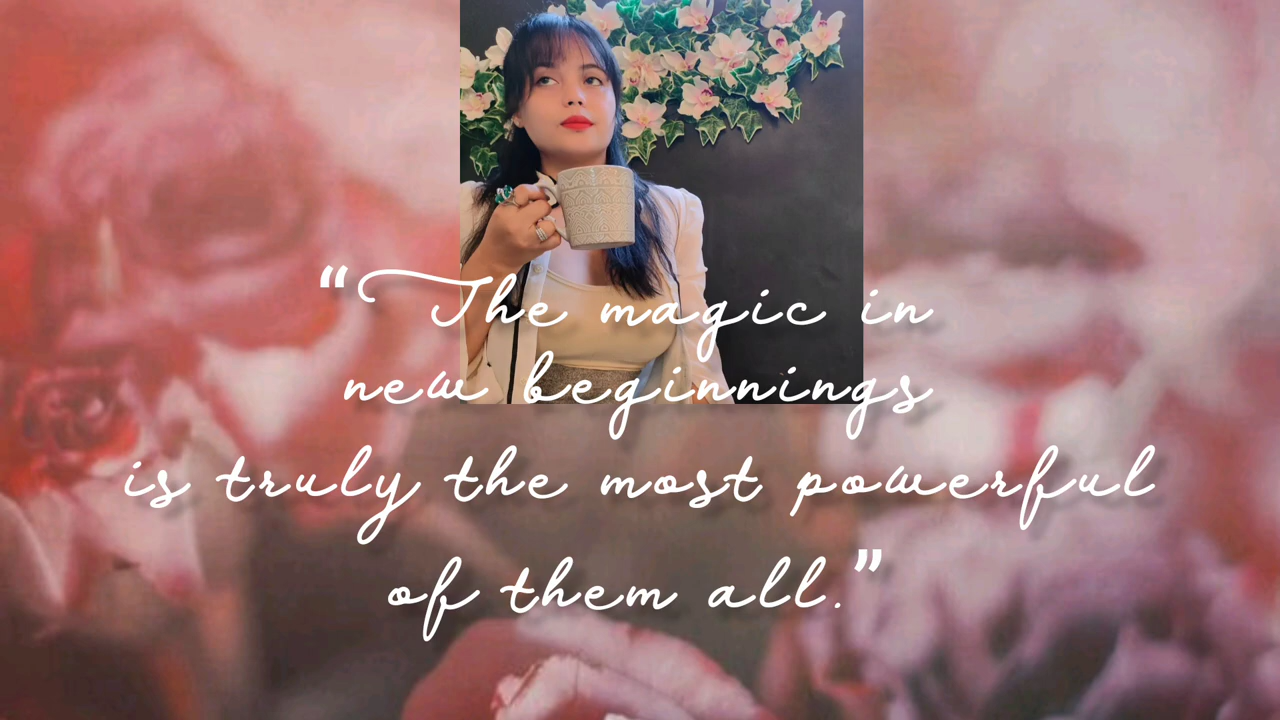 “The magic in
new beginnings
is truly the most powerful
of them all.”